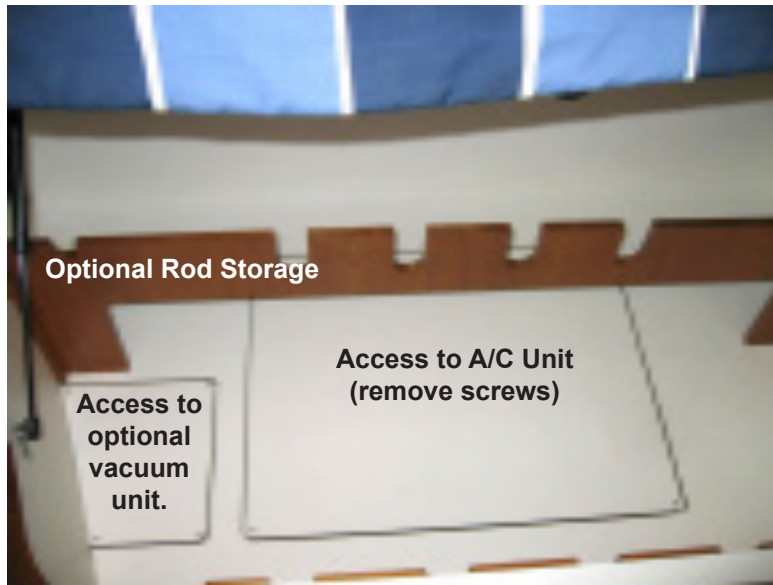 Optional Rod Storage
Access to A/C Unit
(remove screws)
Access to
optional
vacuum
unit.